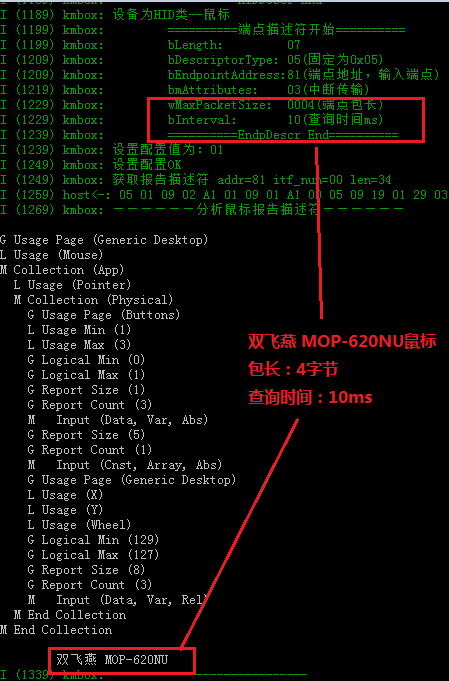 I (1199) kmbox: 设备为HID类--鼠标
I (1199) kmbox:          ==========端点描述符开始==========
I (1199) kmbox:          bLength:         07
I (1209) kmbox:          bDescriptorType: 05(固定为0x05)
I (1209) kmbox:          bEndpointAddress:81(端点地址，输入端点)
I (1219) kmbox:          bmAttributes:    03(中断传输)
I (1229) kmbox:          wMaxPacketSize:  0004(端点包长)
I (1229) kmbox:          bInterval:       10(查询时间ms)
I (1239) kmbox:          ==========EndpDescr End==========
I (1239) kmbox: 设置配置值为：01
I (1249) kmbox: 设置配置OK
I (1249) kmbox: 获取报告描述符 addr=81 itf_num=00 len=34
I (1259) host<-: 05 01 09 02 A1 01 09 01 A1 00 05 09 19 01 29 03
I (1269) kmbox: --------分析鼠标报告描述符--------
G Usage Page (Generic Desktop)
L Usage (Mouse)
M Collection (App)
L Usage (Pointer)
M Collection (Physical)
G Usage Page (Buttons)
L Usage Min (1)
L Usage Max (3)
G Logical Min (0)
G Logical Max (1)
G Report Size (1)
G Report Count (3)
M   Input (Data, Var, Abs)
G Report Size (5)
G Report Count (1)
M   Input (Cnst, Array, Abs)
G Usage Page (Generic Desktop)
L Usage (X)
L Usage (Y)
L Usage (Wheel)
G Logical Min (129)
G Logical Max (127)
G Report Size (8)
G Report Count (3)
M   Input (Data, Var, Rel)
M End Collection
M End Collection
双飞燕 MOP-620NU鼠标
包长：4字节
查询时间：10ms
双飞燕 MOP-620NU
I (1339) kmbox: